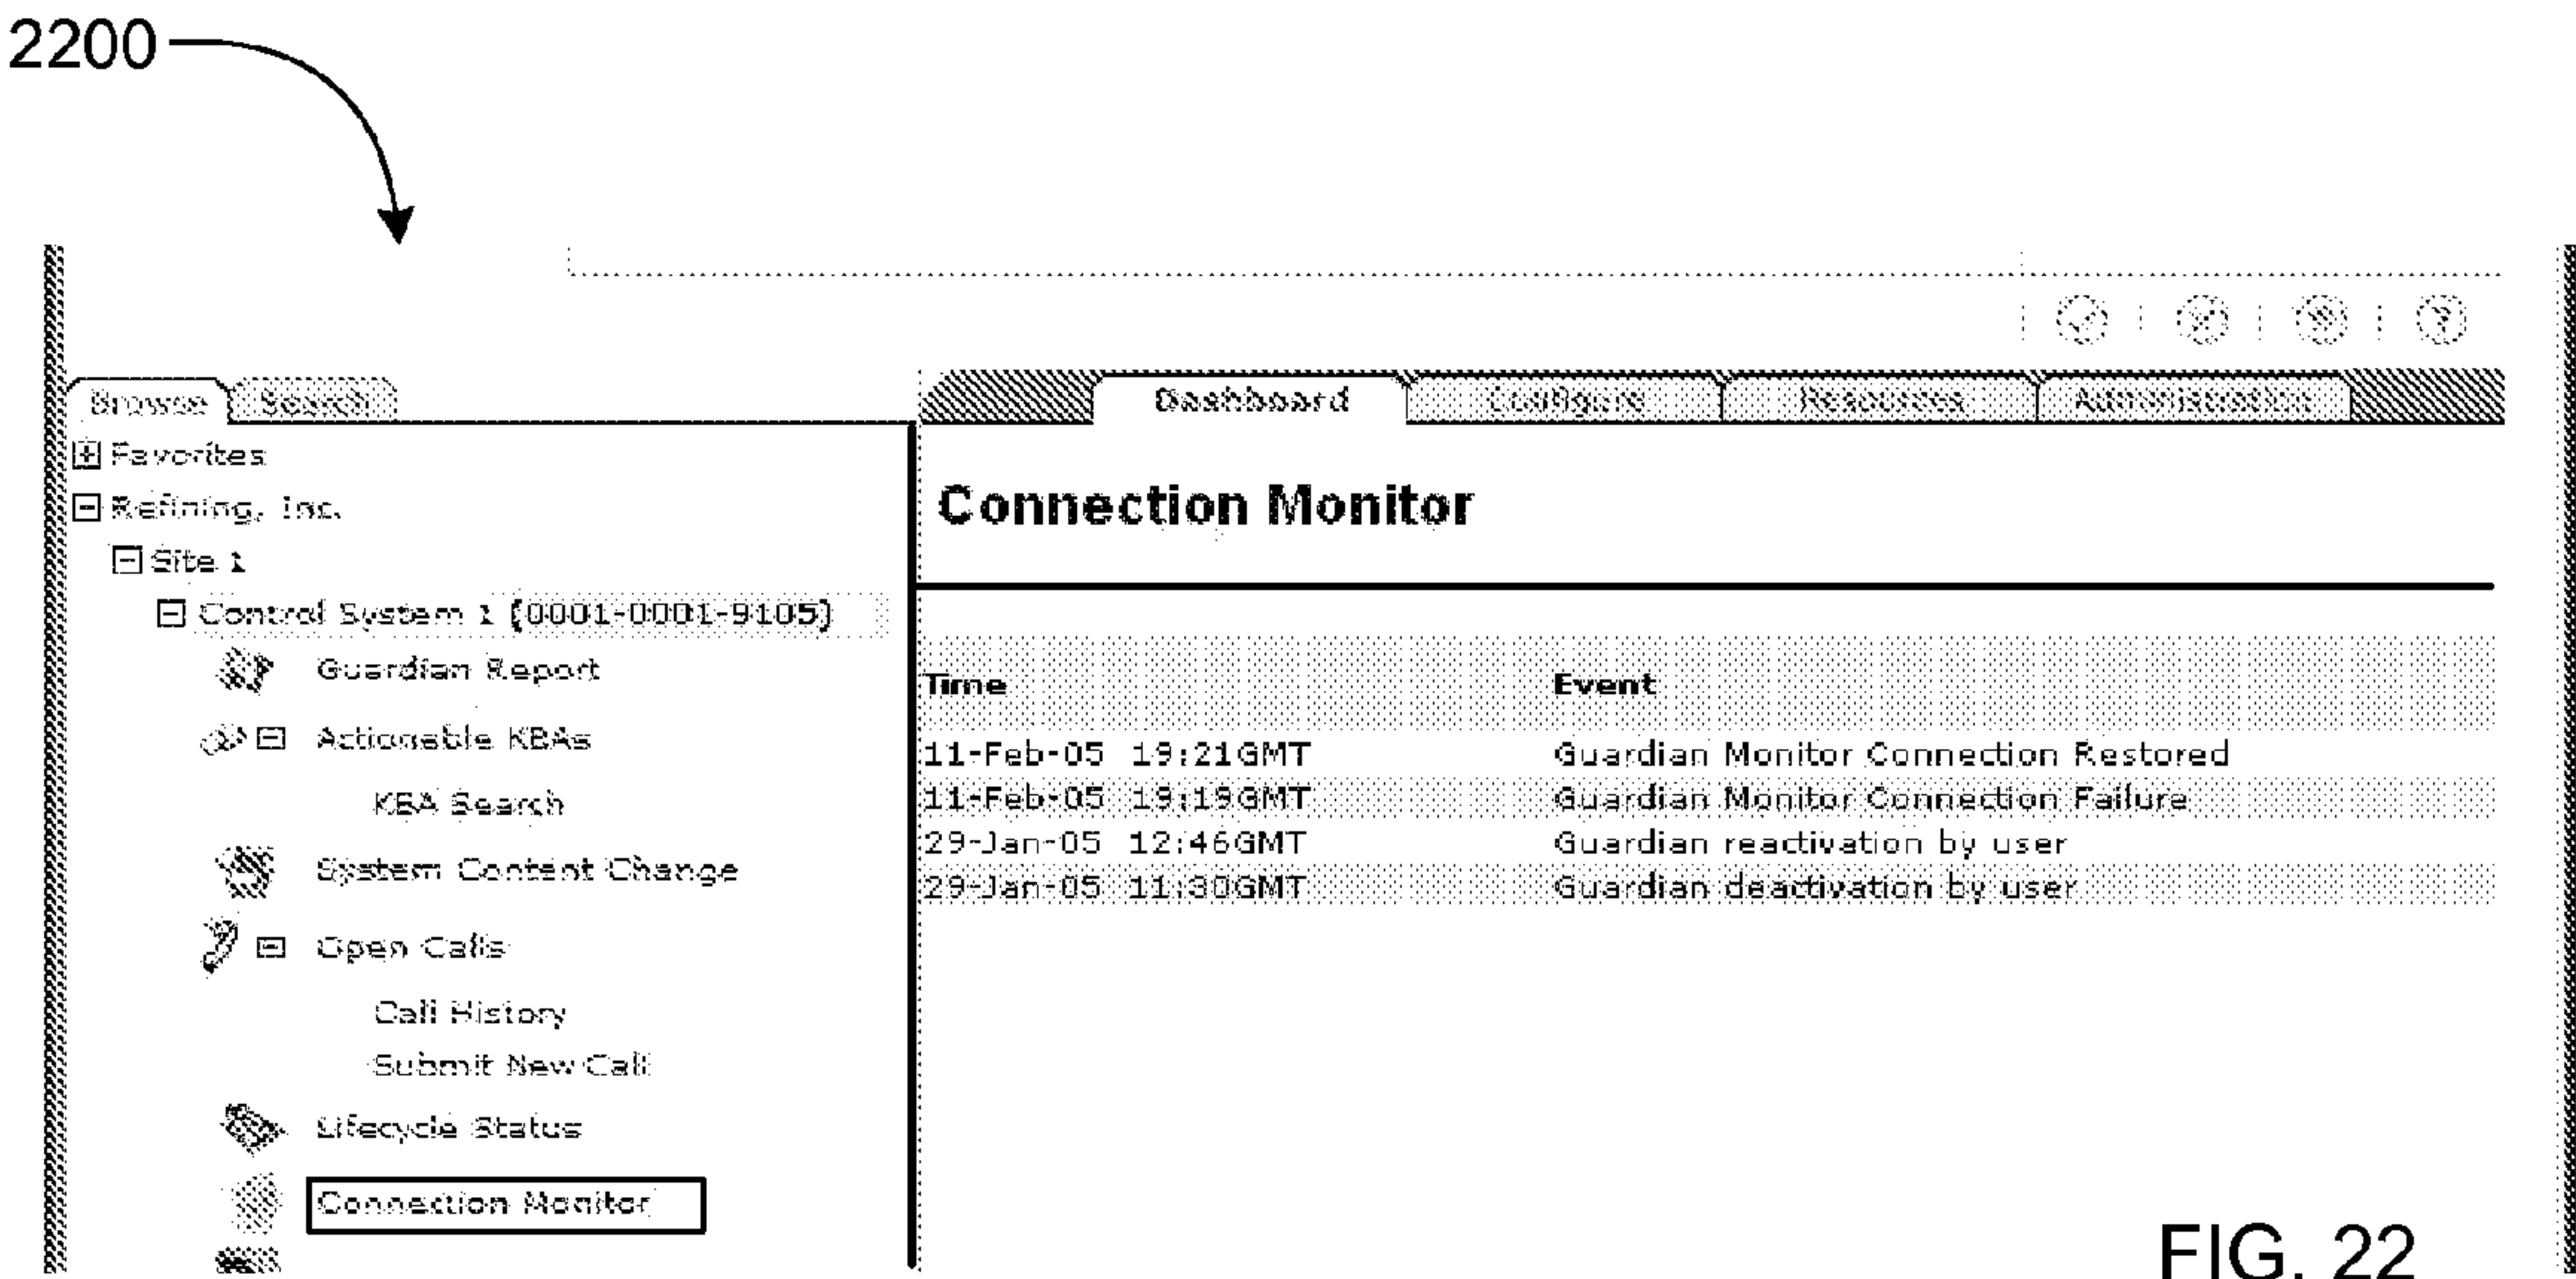 2200
Browse Search
Dashboard Configure Resources Administration
Favorites
Refining, Inc.
Site 1
Control System 1 (0001-0001-9105)
Guardian Report
Actionable KBAs
KBA Search
System Content Change
Open Calls
Call History
Submit New Call
Lifecycle Status
Connection Monitor
Connection Monitor
Time Event
11-Feb-05 19:21GMT Guardian Monitor Connection Restored
11-Feb-05 19:19GMT Guardian Monitor Connection Failure
29-Jan-05 12:46GMT Guardian reactivation by user
29-Jan-05 11:30GMT Guardian deactivation by user
FIG. 22